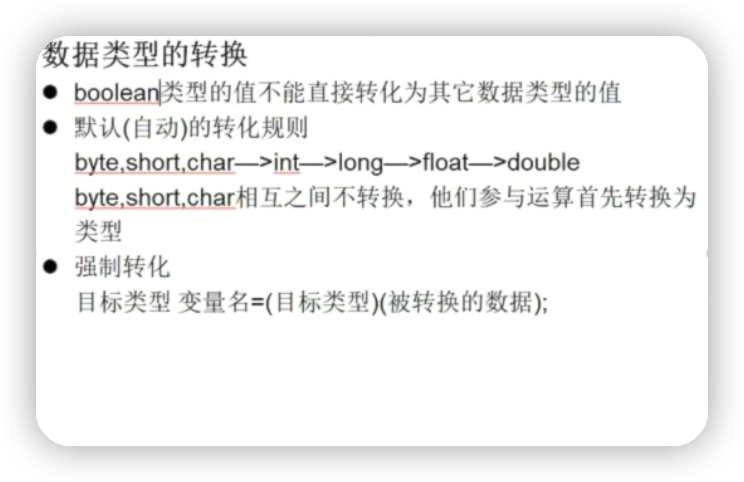 数据类型的转换
● boolean类型的值不能直接转化为其它数据类型的值
● 默认(自动)的转化规则
byte,short,char—>int—>long—>float—>double
byte,short,char相互之间不转换，他们参与运算首先转换为
类型
● 强制转化
目标类型 变量名=(目标类型)(被转换的数据);